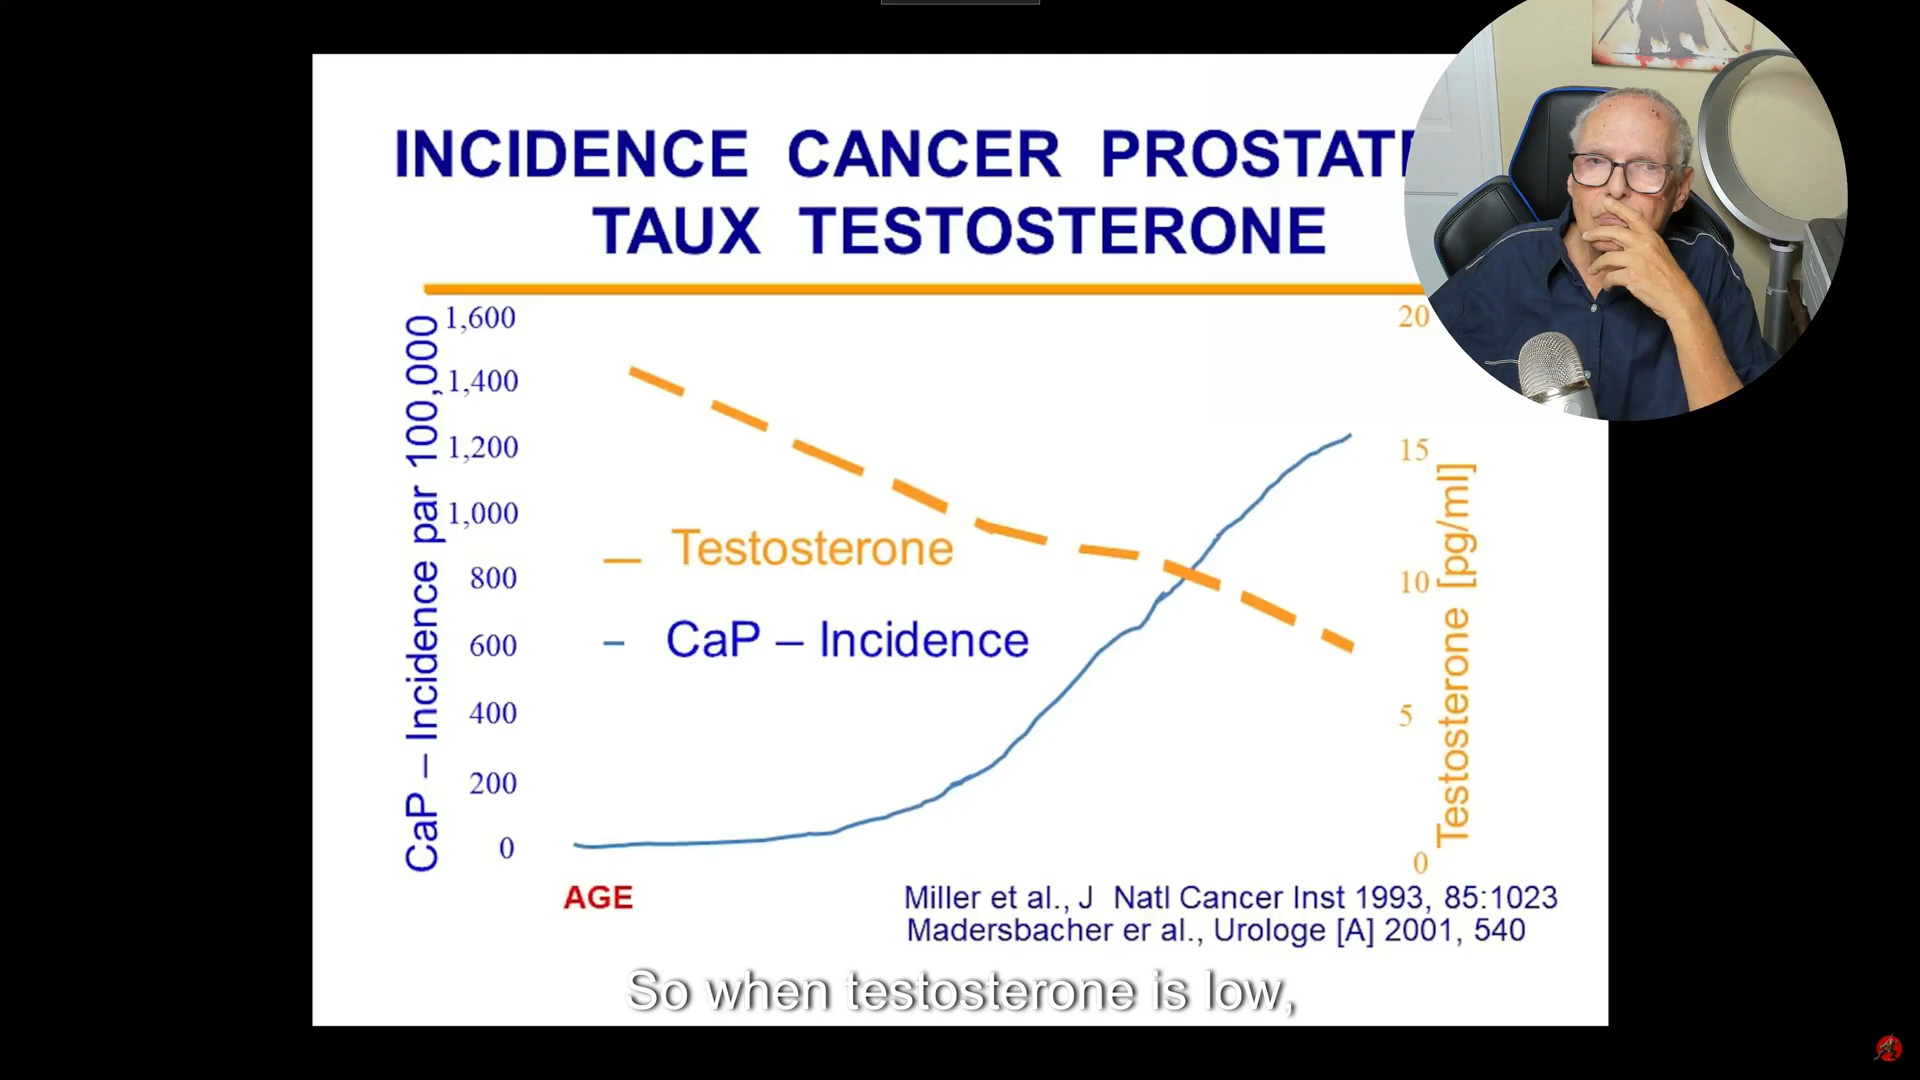 INCIDENCE CANCER PROSTAT
TAUX TESTOSTERONE
CaP – Incidence par 100,000
1,600
1,400
1,200
1,000
800
600
400
200
0
Testosterone
CaP – Incidence
20
15
10
5
0
Testosterone [pg/ml]
AGE
Miller et al., J Natl Cancer Inst 1993, 85:1023
Madersbacher er al., Urologe [A] 2001, 540
So when testosterone is low,